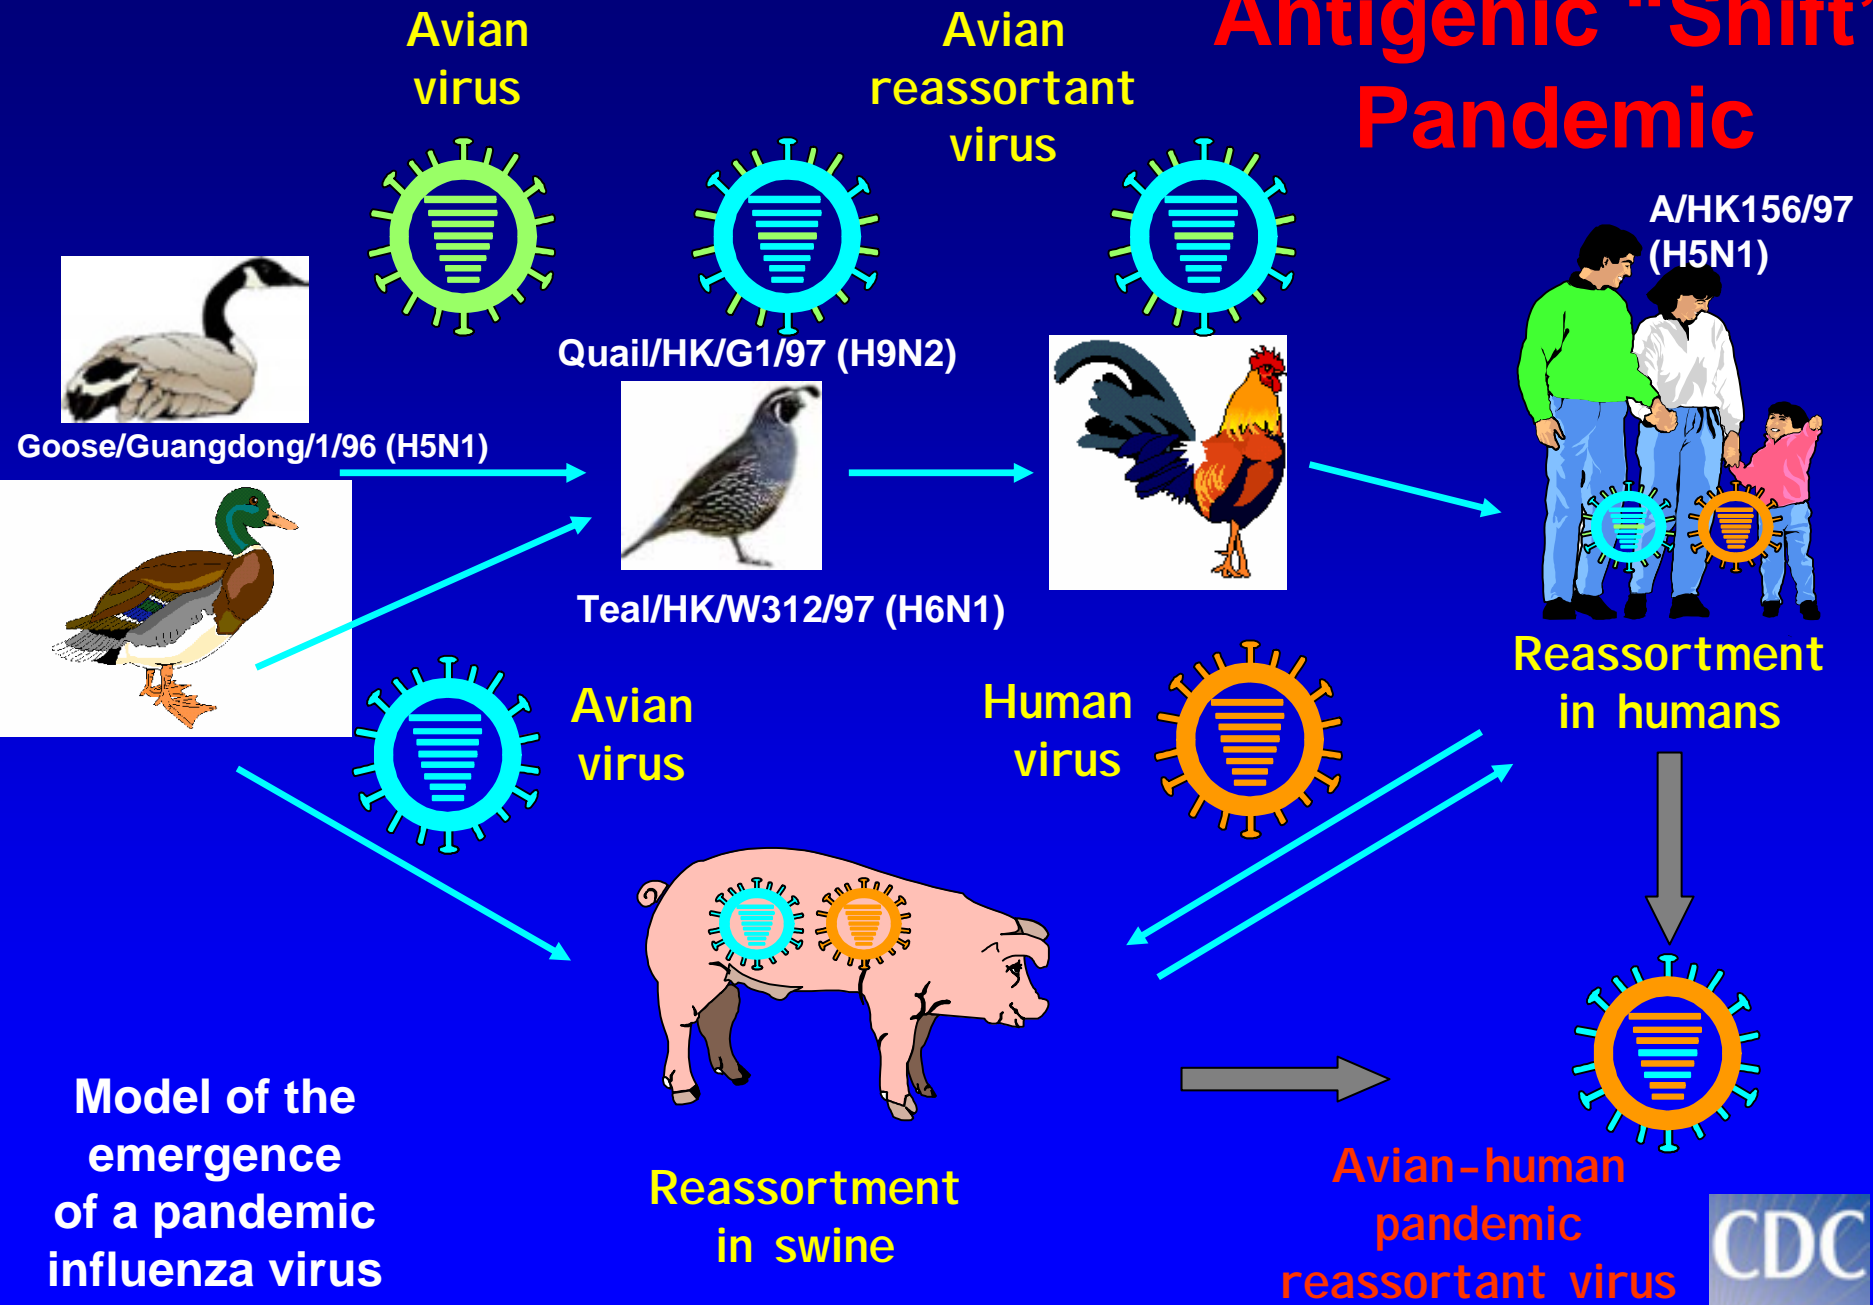 Antigenic "Shift"
Pandemic
Avian
virus
Avian
reassortant
virus
A/HK156/97
(H5N1)
Quail/HK/G1/97 (H9N2)
Goose/Guangdong/1/96 (H5N1)
Teal/HK/W312/97 (H6N1)
Reassortment
in humans
Avian
virus
Human
virus
Model of the
emergence
of a pandemic
influenza virus
Reassortment
in swine
Avian-human
pandemic
reassortant virus
CDC